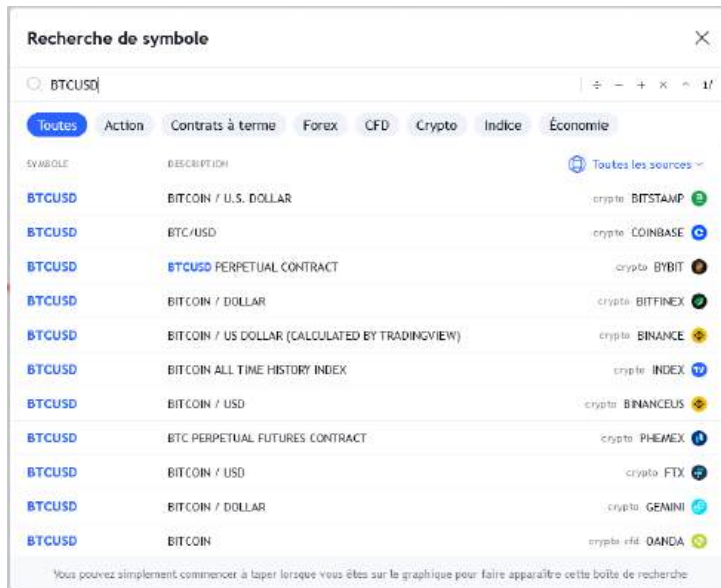 Recherche de symbole
BTCUSD ÷ − + × ^ 1/
Toutes Action Contrats à terme Forex CFD Crypto Indice Économie
SYMBOLE DESCRIPTION Toutes les sources
BTCUSD BITCOIN / U.S. DOLLAR crypto BITSTAMP
BTCUSD BTC/USD crypto COINBASE
BTCUSD BTCUSD PERPETUAL CONTRACT crypto BYBIT
BTCUSD BITCOIN / DOLLAR crypto BITFINEX
BTCUSD BITCOIN / US DOLLAR (CALCULATED BY TRADINGVIEW) crypto BINANCE
BTCUSD BITCOIN ALL TIME HISTORY INDEX crypto INDEX
BTCUSD BITCOIN / USD crypto BINANCEUS
BTCUSD BTC PERPETUAL FUTURES CONTRACT crypto PHEMEX
BTCUSD BITCOIN / USD crypto FTX
BTCUSD BITCOIN / DOLLAR crypto GEMINI
BTCUSD BITCOIN crypto cfd OANDA
Vous pouvez simplement commencer à taper lorsque vous êtes sur le graphique pour faire apparaître cette boîte de recherche